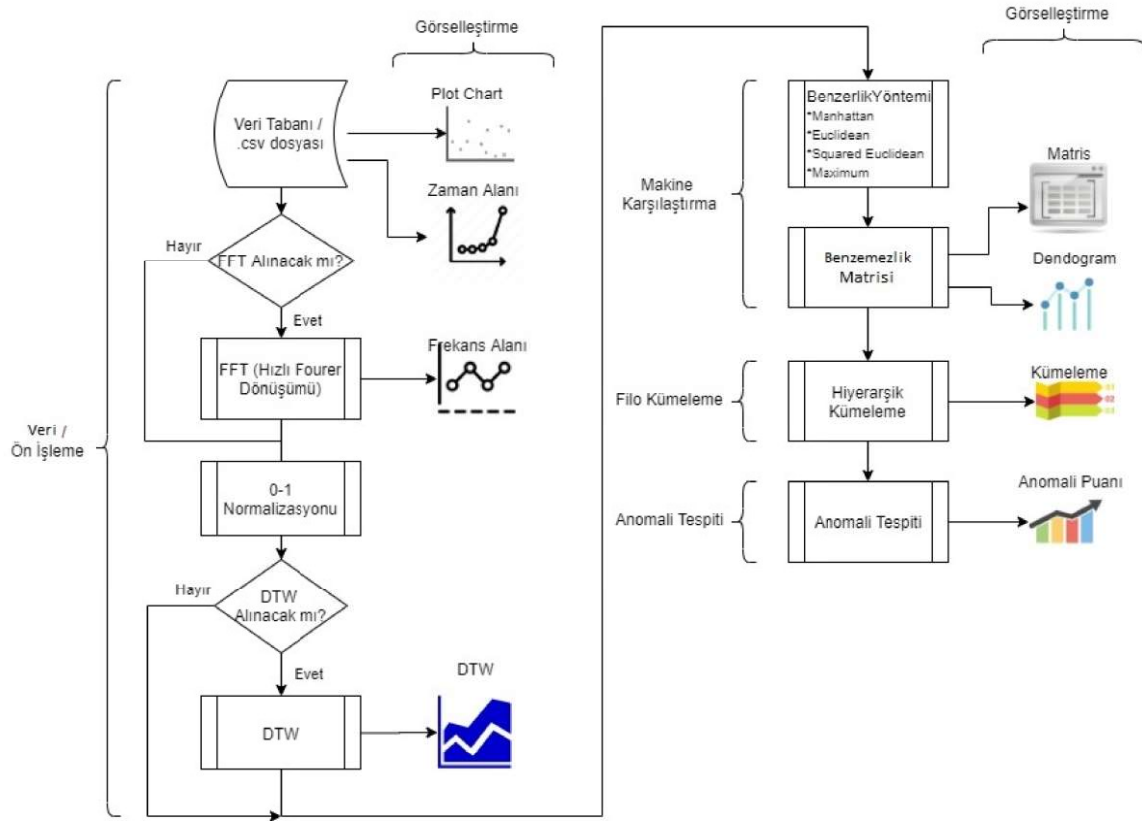 Görselleştirme
Plot Chart
Veri Tabanı /
.csv dosyası
Zaman Alanı
Hayır
FFT Alınacak mı?
Evet
Frekans Alanı
FFT (Hızlı Fourer
Dönüşümü)
Veri /
Ön İşleme
0-1
Normalizasyonu
Hayır
DTW
Alınacak mı?
Evet
DTW
DTW
Görselleştirme
BenzerlikYöntemi
*Manhattan
*Euclidean
*Squared Euclidean
*Maximum
Makine
Karşılaştırma
Matris
Benzemezlik
Matrisi
Dendogram
Filo Kümeleme
Hiyerarşik
Kümeleme
Kümeleme
01
02
03
Anomali Tespiti
Anomali Tespiti
Anomali Puanı